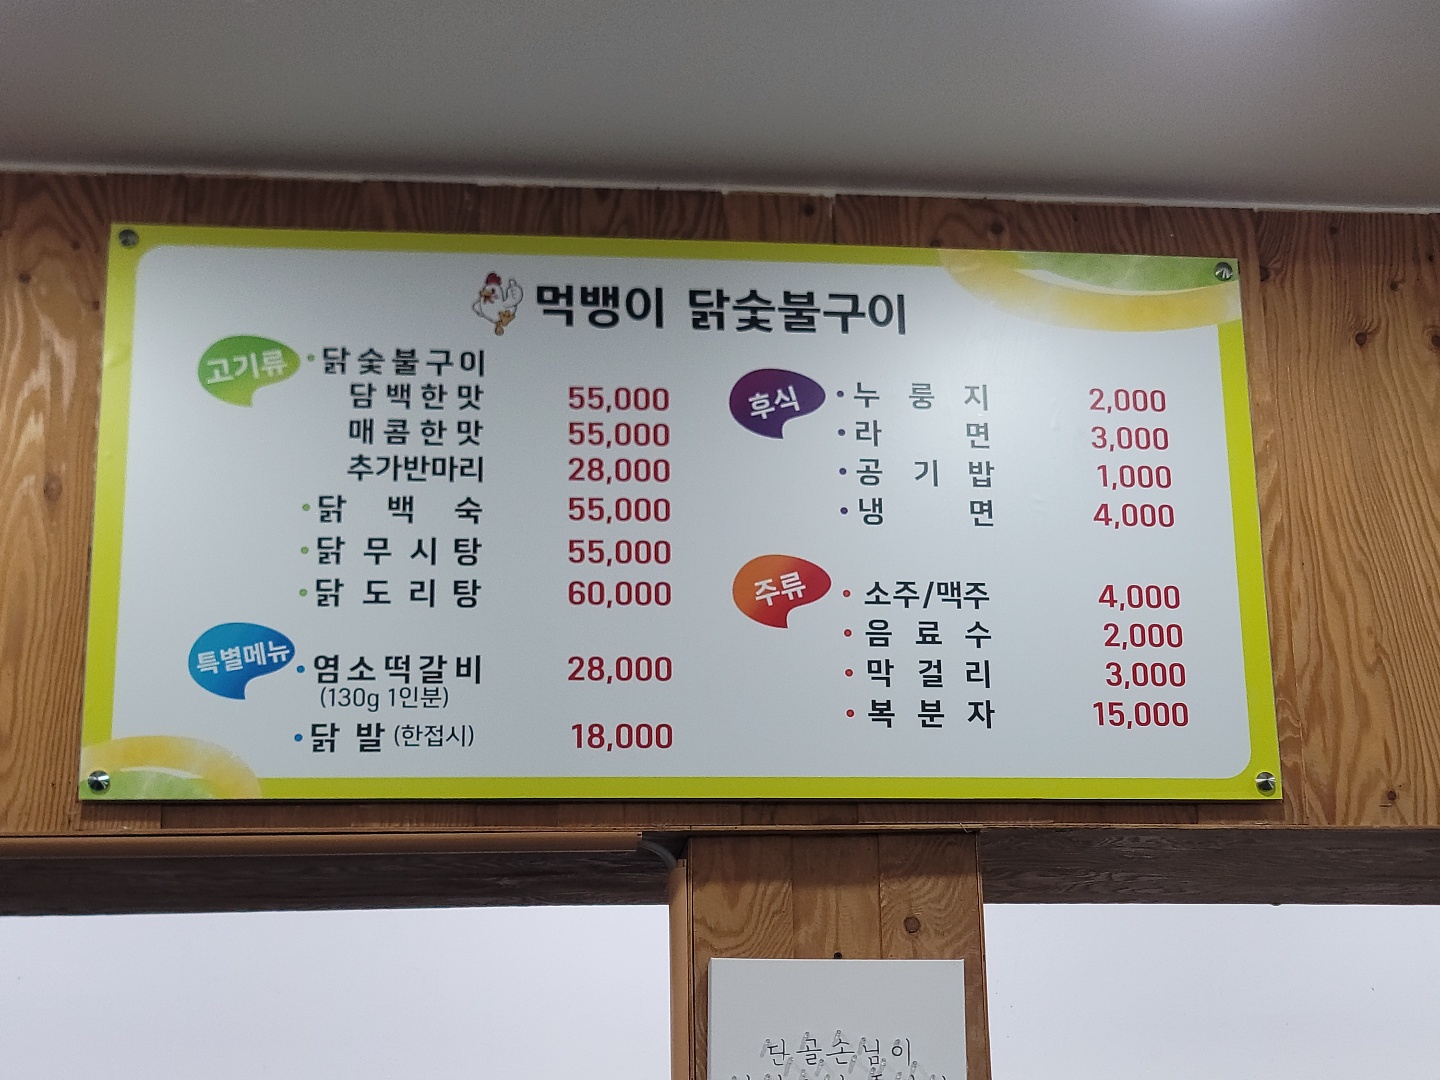 먹뱅이 닭숯불구이
고기류
·닭숯불구이
담백한맛 55,000
매콤한맛 55,000
추가반마리 28,000
·닭백숙 55,000
·닭무시탕 55,000
·닭도리탕 60,000
특별메뉴
·염소떡갈비 28,000
(130g 1인분)
·닭발 (한접시) 18,000
후식
·누룽지 2,000
·라면 3,000
·공기밥 1,000
·냉면 4,000
주류
·소주/맥주 4,000
·음료수 2,000
·막걸리 3,000
·복분자 15,000
단골손님이